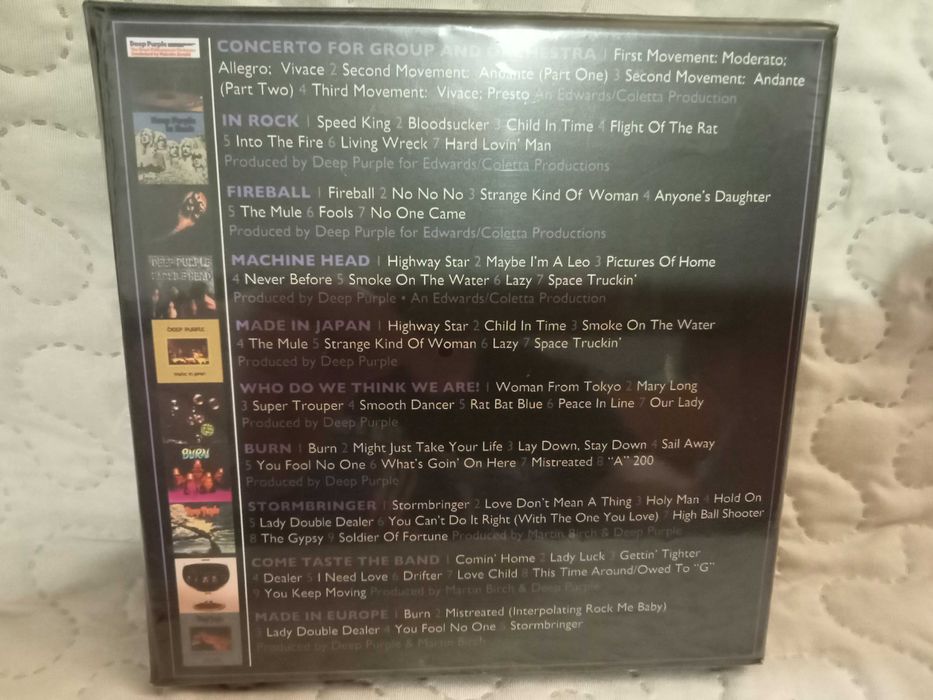 Deep Purple
CONCERTO FOR GROUP AND ORCHESTRA 1 First Movement: Moderato;
Allegro; Vivace 2 Second Movement: Andante (Part One) 3 Second Movement: Andante
(Part Two) 4 Third Movement: Vivace; Presto An Edwards/Coletta Production
IN ROCK 1 Speed King 2 Bloodsucker 3 Child In Time 4 Flight Of The Rat
5 Into The Fire 6 Living Wreck 7 Hard Lovin' Man
Produced by Deep Purple for Edwards/Coletta Productions
FIREBALL 1 Fireball 2 No No No 3 Strange Kind Of Woman 4 Anyone's Daughter
5 The Mule 6 Fools 7 No One Came
Produced by Deep Purple for Edwards/Coletta Productions
DEEP PURPLE
MACHINE HEAD
MACHINE HEAD 1 Highway Star 2 Maybe I'm A Leo 3 Pictures Of Home
4 Never Before 5 Smoke On The Water 6 Lazy 7 Space Truckin'
Produced by Deep Purple • An Edwards/Coletta Production
DEEP PURPLE
made in japan
MADE IN JAPAN 1 Highway Star 2 Child In Time 3 Smoke On The Water
4 The Mule 5 Strange Kind Of Woman 6 Lazy 7 Space Truckin'
Produced by Deep Purple
WHO DO WE THINK WE ARE! 1 Woman From Tokyo 2 Mary Long
3 Super Trouper 4 Smooth Dancer 5 Rat Bat Blue 6 Peace In Line 7 Our Lady
Produced by Deep Purple
BURN
BURN 1 Burn 2 Might Just Take Your Life 3 Lay Down, Stay Down 4 Sail Away
5 You Fool No One 6 What's Goin' On Here 7 Mistreated 8 "A" 200
Produced by Deep Purple
Deep Purple
STORMBRINGER 1 Stormbringer 2 Love Don't Mean A Thing 3 Holy Man 4 Hold On
5 Lady Double Dealer 6 You Can't Do It Right (With The One You Love) 7 High Ball Shooter
8 The Gypsy 9 Soldier Of Fortune Produced by Martin Birch & Deep Purple
COME TASTE THE BAND 1 Comin' Home 2 Lady Luck 3 Gettin' Tighter
4 Dealer 5 I Need Love 6 Drifter 7 Love Child 8 This Time Around/Owed To "G"
9 You Keep Moving Produced by Martin Birch & Deep Purple
MADE IN EUROPE 1 Burn 2 Mistreated (Interpolating Rock Me Baby)
3 Lady Double Dealer 4 You Fool No One 5 Stormbringer
Produced by Deep Purple & Martin Birch